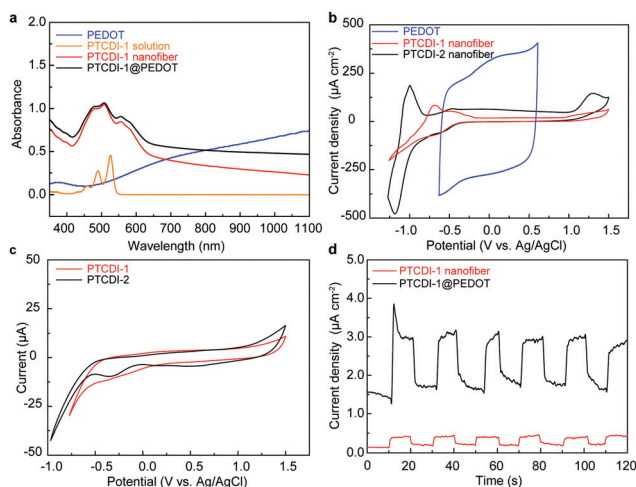 a
PEDOT
PTCDI-1 solution
PTCDI-1 nanofiber
PTCDI-1@PEDOT
Absorbance
2.0
1.5
1.0
0.5
0.0
400 500 600 700 800 900 1000 1100
Wavelength (nm)
b
PEDOT
PTCDI-1 nanofiber
PTCDI-2 nanofiber
Current density (µA cm⁻²)
500
250
0
-250
-500
-1.0 -0.5 0.0 0.5 1.0 1.5
Potential (V vs. Ag/AgCl)
c
PTCDI-1
PTCDI-2
Current (µA)
50
25
0
-25
-50
-1.0 -0.5 0.0 0.5 1.0 1.5
Potential (V vs. Ag/AgCl)
d
PTCDI-1 nanofiber
PTCDI-1@PEDOT
Current density (µA cm⁻²)
5.0
4.0
3.0
2.0
1.0
0.0
0 20 40 60 80 100 120
Time (s)